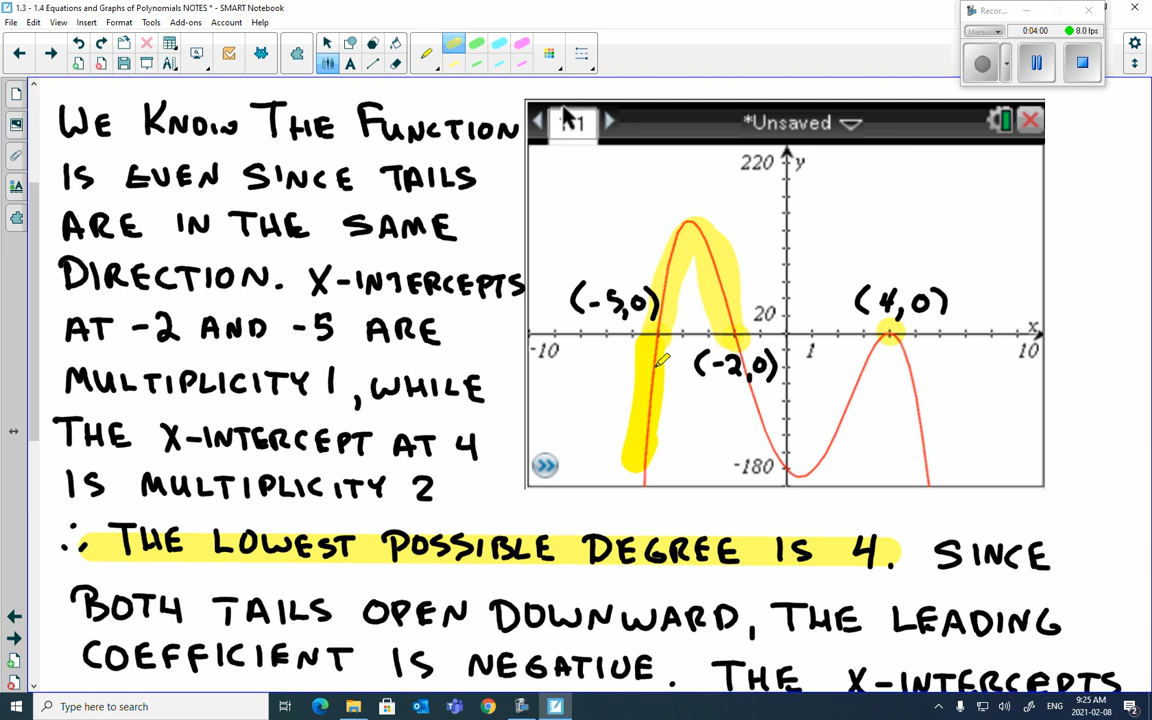 1.3 - 1.4 Equations and Graphs of Polynomials NOTES * - SMART Notebook
File Edit View Insert Format Tools Add-ons Account Help
Recor...
Menu
0:04:00 8.0 fps
WE KNOW THE FUNCTION
IS EVEN SINCE TAILS
ARE IN THE SAME
DIRECTION. X-INTERCEPTS
AT -2 AND -5 ARE
MULTIPLICITY 1, WHILE
THE X-INTERCEPT AT 4
IS MULTIPLICITY 2
∴ THE LOWEST POSSIBLE DEGREE IS 4. SINCE
BOTH TAILS OPEN DOWNWARD, THE LEADING
COEFFICIENT IS NEGATIVE. THE X-INTERCEPTS
1.1 *Unsaved
220 y
(-5,0) (4,0)
20 x
-10 1 10
(-2,0)
-180
Type here to search
ENG
9:25 AM
2021-02-08
2